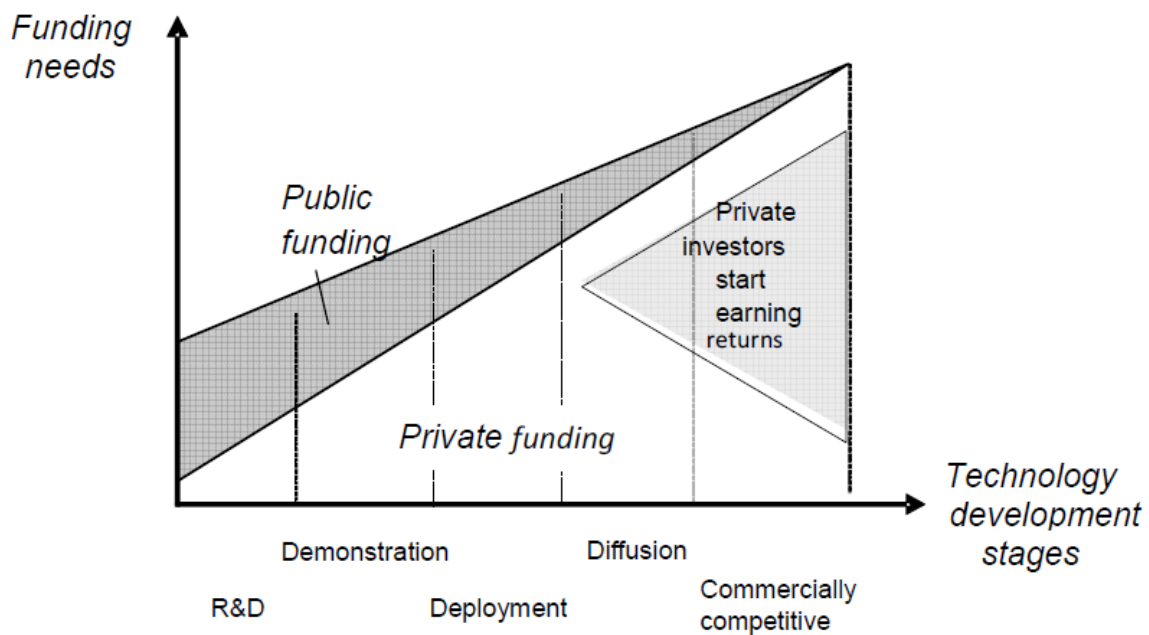 Funding
needs
Public
funding
Private
investors
start
earning
returns
Private funding
Technology
development
stages
Demonstration
Diffusion
R&D
Deployment
Commercially
competitive